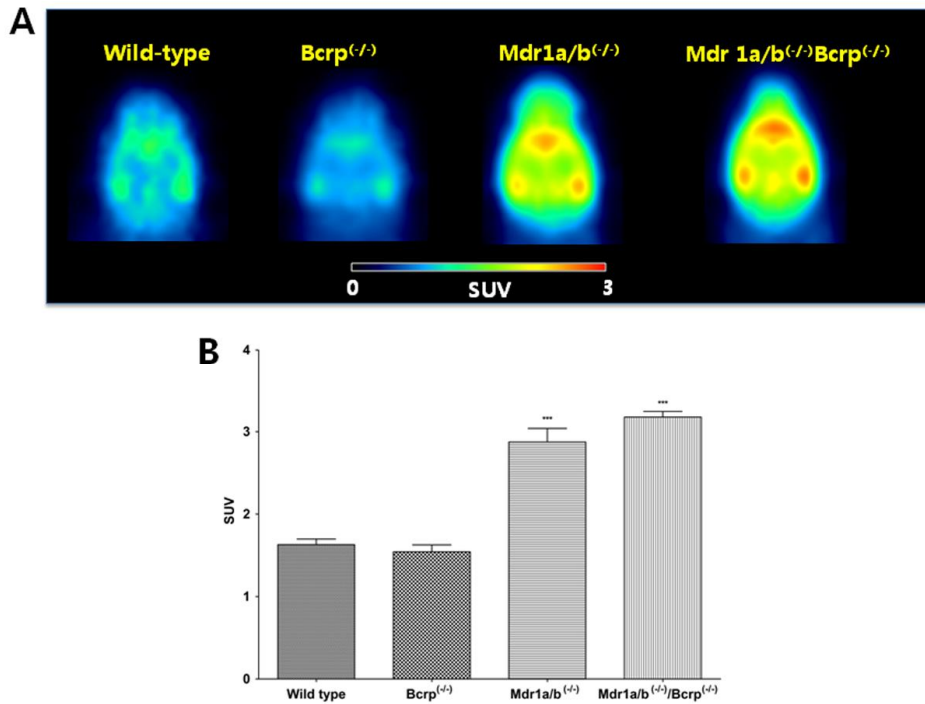 A
Wild-type Bcrp(-/-) Mdr1a/b(-/-) Mdr 1a/b(-/-)Bcrp(-/-)
0 SUV 3
B
4
3
2
1
0
SUV
*** ***
Wild type Bcrp(-/-) Mdr1a/b(-/-) Mdr1a/b(-/-)/Bcrp(-/-)